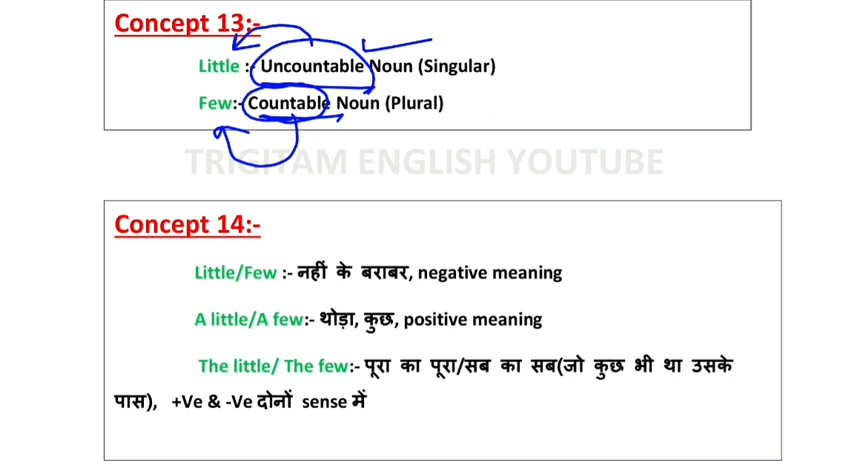 Concept 13:-
Little :- Uncountable Noun (Singular)
Few:- Countable Noun (Plural)
TRIGITAM ENGLISH YOUTUBE
Concept 14:-
Little/Few :- नहीं के बराबर, negative meaning
A little/A few:- थोड़ा, कुछ, positive meaning
The little/ The few:- पूरा का पूरा/सब का सब(जो कुछ भी था उसके
पास), +Ve & -Ve दोनों sense में